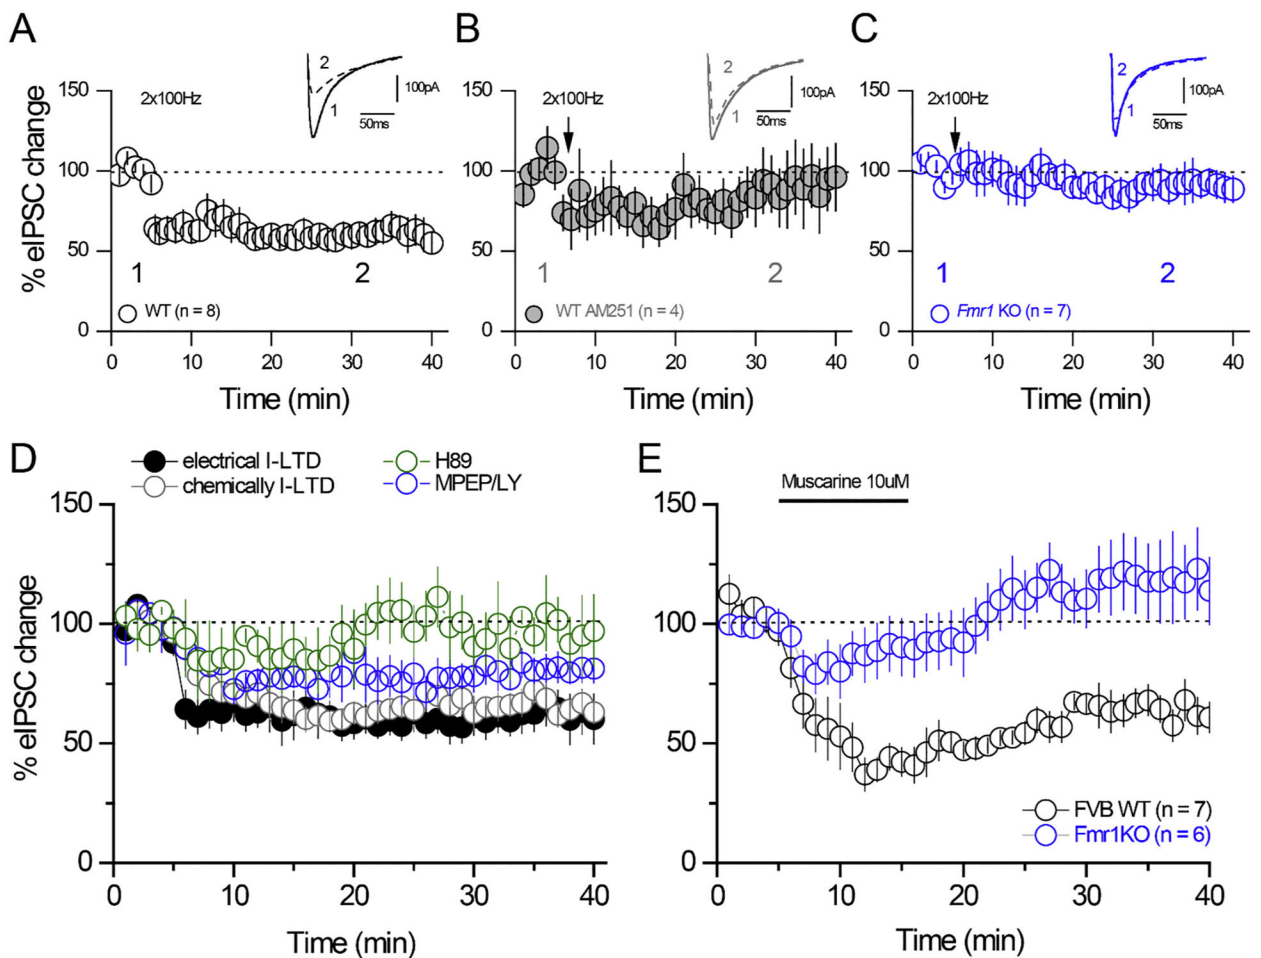 A
B
C
2
1
100pA
50ms
2
1
100pA
50ms
2
1
100pA
50ms
2x100Hz
2x100Hz
2x100Hz
% eIPSC change
150
100
50
0
1
2
WT (n = 8)
0
10
20
30
40
Time (min)
150
100
50
0
1
2
WT AM251 (n = 4)
0
10
20
30
40
Time (min)
150
100
50
0
1
2
Fmr1 KO (n = 7)
0
10
20
30
40
Time (min)
D
electrical I-LTD
chemically I-LTD
H89
MPEP/LY
% eIPSC change
150
100
50
0
0
10
20
30
40
Time (min)
E
Muscarine 10uM
150
100
50
0
FVB WT (n = 7)
Fmr1KO (n = 6)
0
10
20
30
40
Time (min)